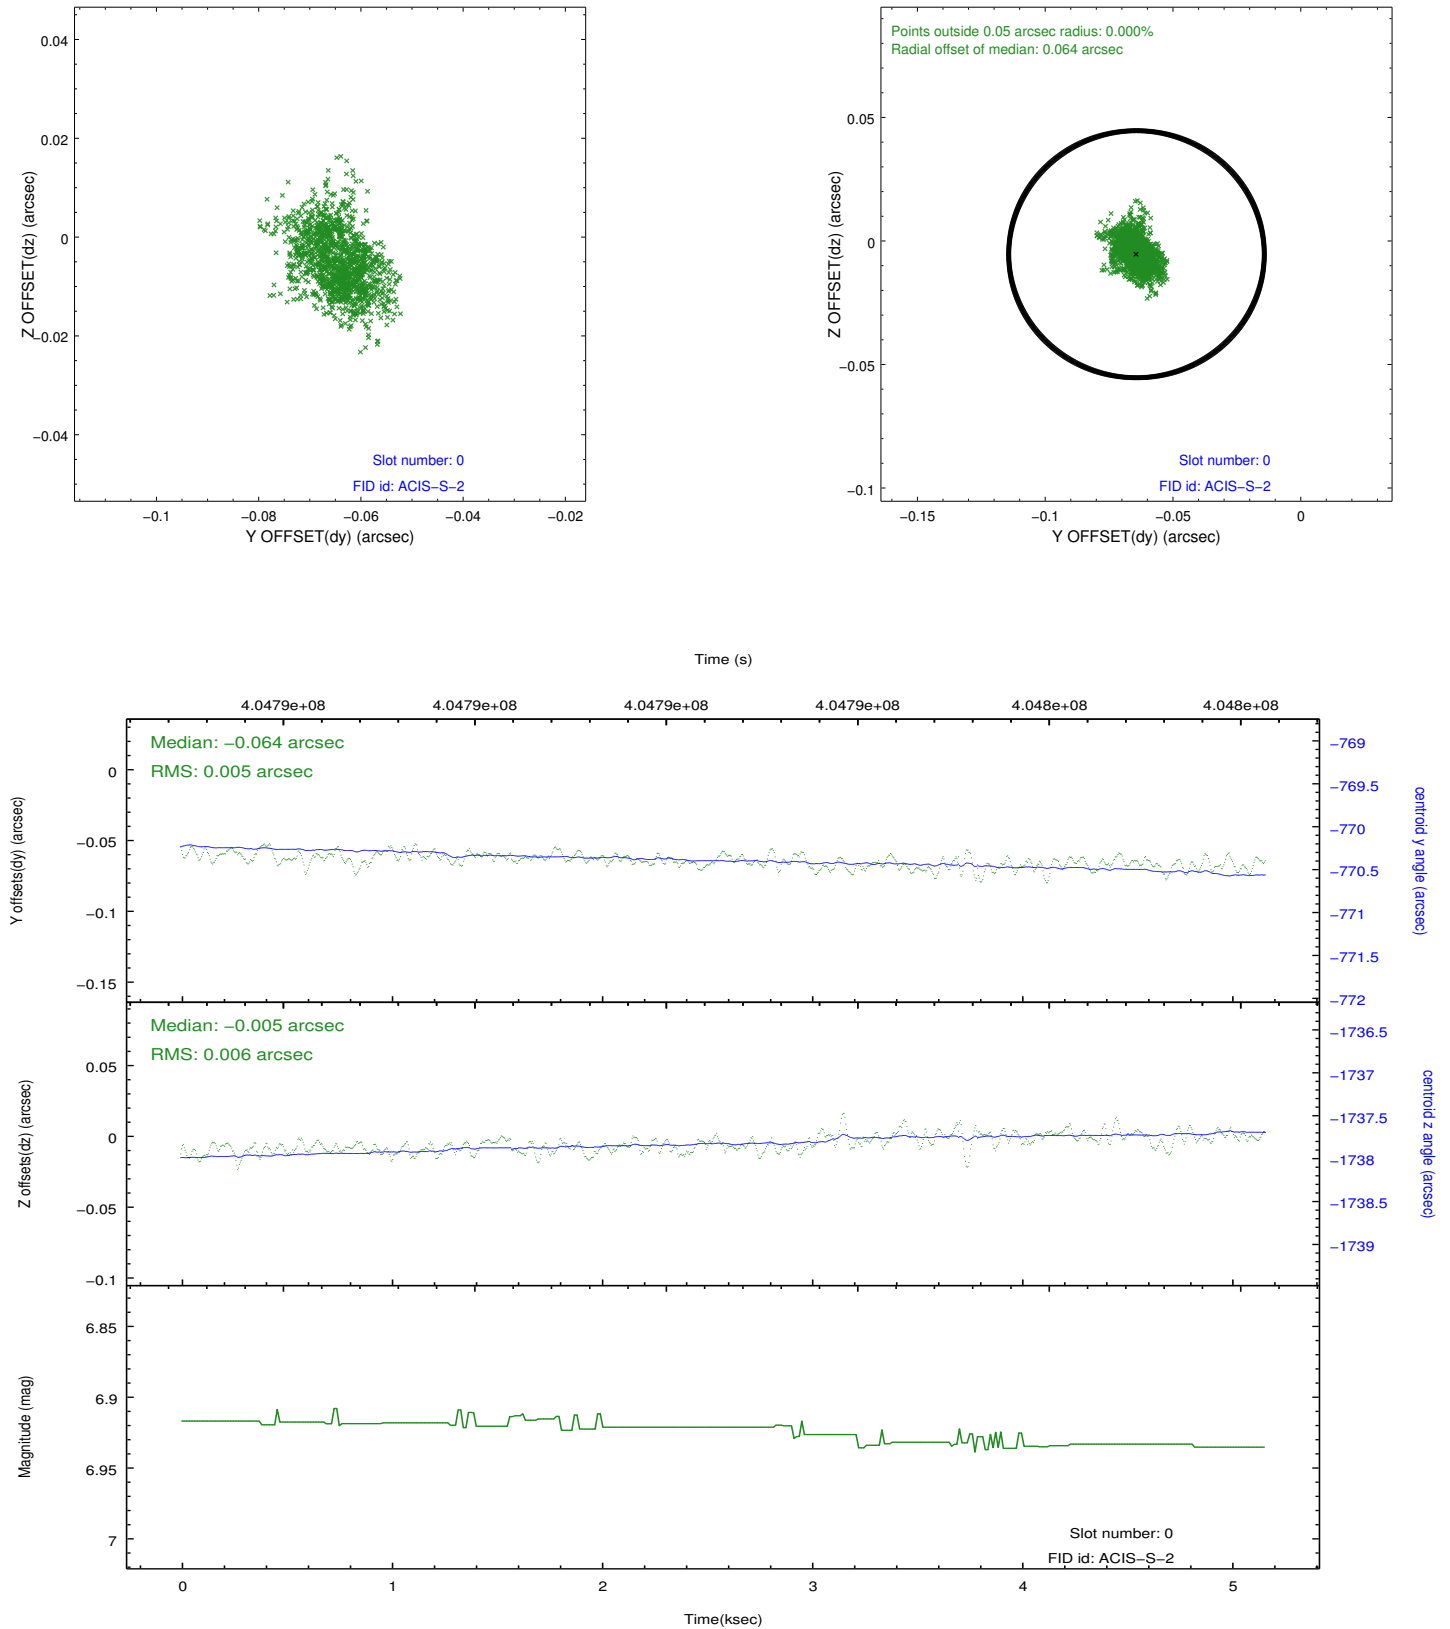 0.04
0.02
0
−0.02
−0.04
Z OFFSET(dz) (arcsec)
Slot number: 0
FID id: ACIS−S−2
−0.1
−0.08
−0.06
−0.04
−0.02
Y OFFSET(dy) (arcsec)
Points outside 0.05 arcsec radius: 0.000%
Radial offset of median: 0.064 arcsec
0.05
0
−0.05
−0.1
Z OFFSET(dz) (arcsec)
Slot number: 0
FID id: ACIS−S−2
−0.15
−0.1
−0.05
0
Y OFFSET(dy) (arcsec)
Time (s)
4.0479e+08
4.0479e+08
4.0479e+08
4.0479e+08
4.048e+08
4.048e+08
Median: −0.064 arcsec
RMS: 0.005 arcsec
0
−0.05
−0.1
−0.15
Y offsets(dy) (arcsec)
−769
−769.5
−770
−770.5
−771
−771.5
−772
centroid y angle (arcsec)
Median: −0.005 arcsec
RMS: 0.006 arcsec
0.05
0
−0.05
−0.1
Z offsets(dz) (arcsec)
−1736.5
−1737
−1737.5
−1738
−1738.5
−1739
centroid z angle (arcsec)
6.85
6.9
6.95
7
Magnitude (mag)
Slot number: 0
FID id: ACIS−S−2
0
1
2
3
4
5
Time(ksec)